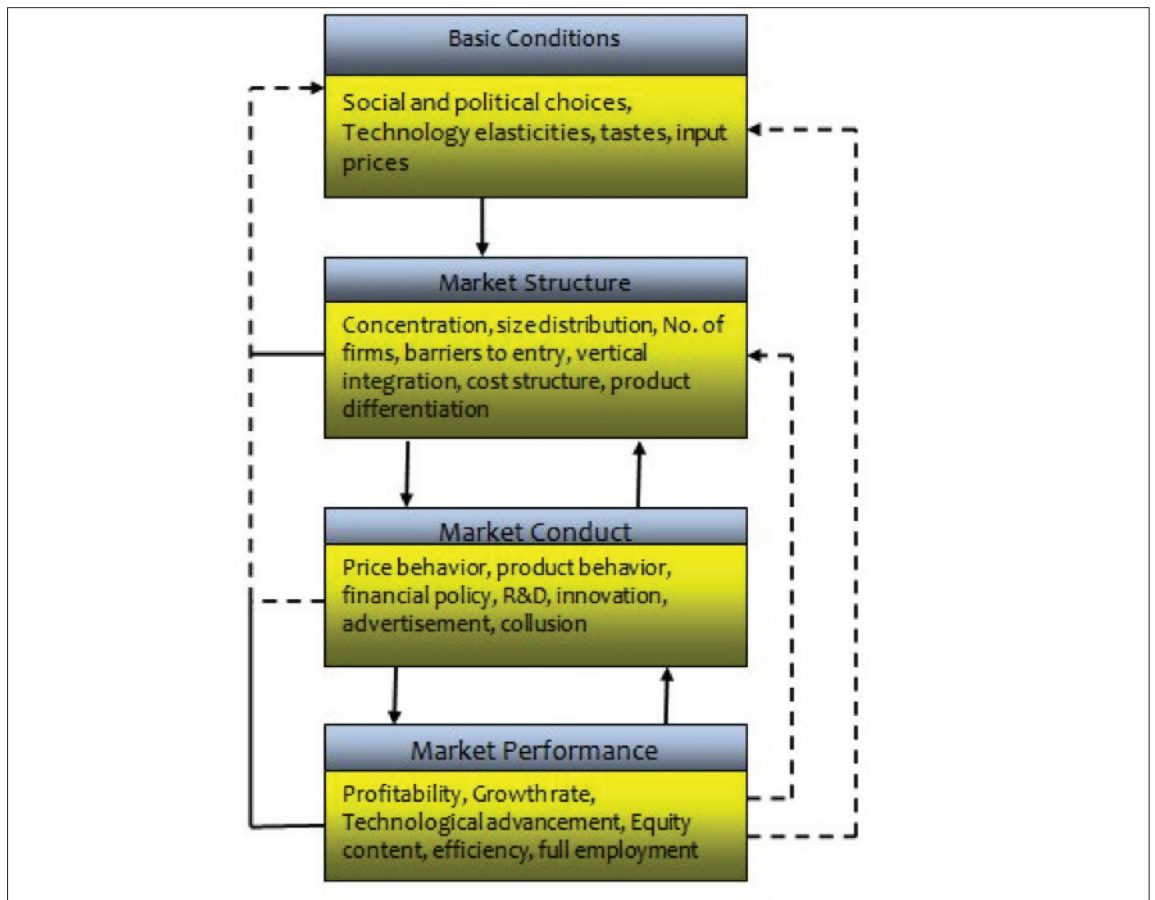 Basic Conditions
Social and political choices,
Technology elasticities, tastes, input
prices
Market Structure
Concentration, size distribution, No. of
firms, barriers to entry, vertical
integration, cost structure, product
differentiation
Market Conduct
Price behavior, product behavior,
financial policy, R&D, innovation,
advertisement, collusion
Market Performance
Profitability, Growth rate,
Technological advancement, Equity
content, efficiency, full employment